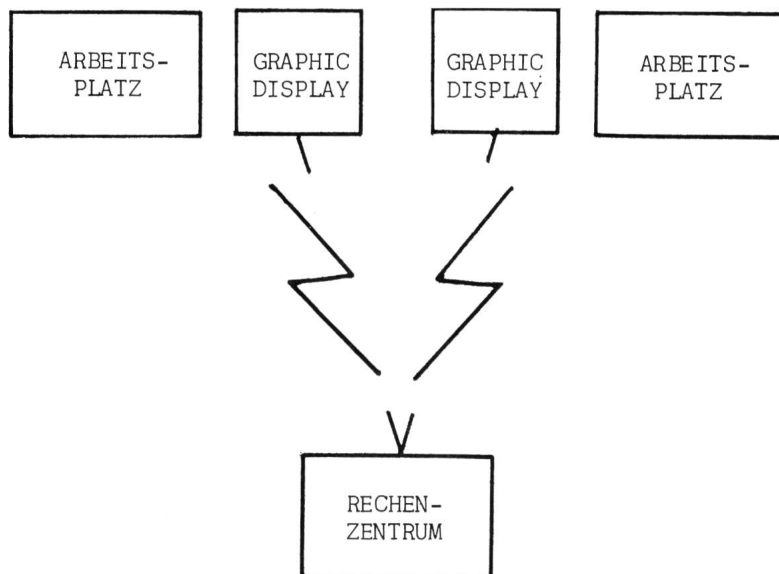 ARBEITS-
PLATZ
GRAPHIC
DISPLAY
GRAPHIC
DISPLAY
ARBEITS-
PLATZ
RECHEN-
ZENTRUM